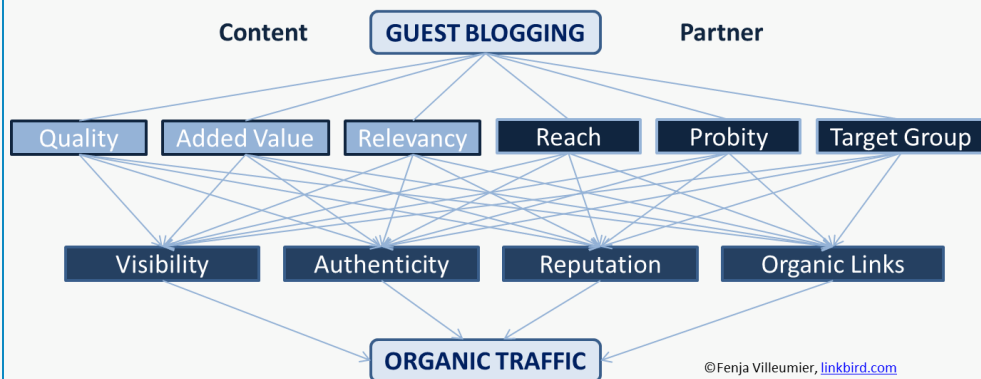 Content
GUEST BLOGGING
Partner
Quality
Added Value
Relevancy
Reach
Probity
Target Group
Visibility
Authenticity
Reputation
Organic Links
ORGANIC TRAFFIC
©Fenja Villeumier, linkbird.com